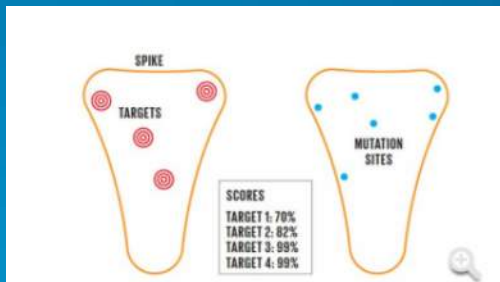 SPIKE
TARGETS
MUTATION
SITES
SCORES
TARGET 1: 70%
TARGET 2: 82%
TARGET 3: 99%
TARGET 4: 99%